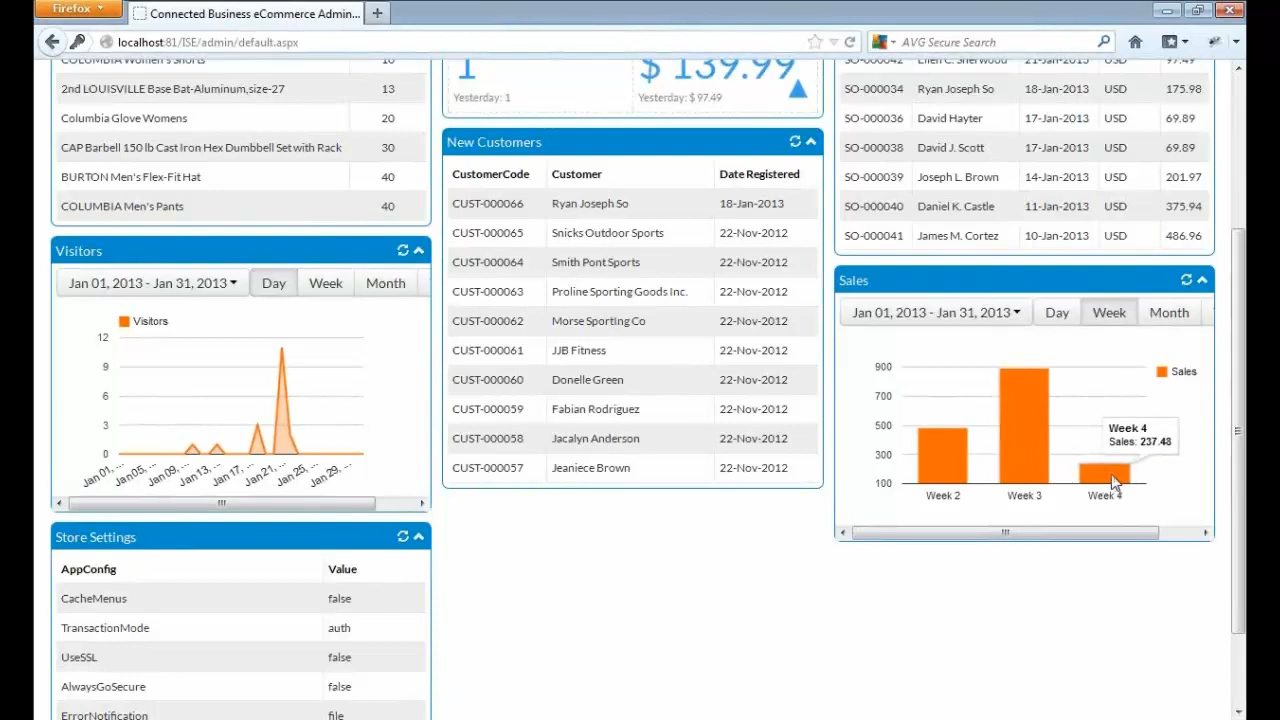 Firefox
Connected Business eCommerce Admin...
localhost:81/ISE/admin/default.aspx
AVG Secure Search
COLUMBIA Women's Shorts 10
2nd LOUISVILLE Base Bat-Aluminum,size-27 13
Columbia Glove Womens 20
CAP Barbell 150 lb Cast Iron Hex Dumbbell Set with Rack 30
BURTON Men's Flex-Fit Hat 40
COLUMBIA Men's Pants 40
Visitors
Jan 01, 2013 - Jan 31, 2013 Day Week Month
Visitors
12
9
6
3
0
Jan 01, ... Jan 05, ... Jan 09, ... Jan 13, ... Jan 17, ... Jan 21, ... Jan 25, ... Jan 29, ...
Store Settings
AppConfig Value
CacheMenus false
TransactionMode auth
UseSSL false
AlwaysGoSecure false
ErrorNotification file
1 $ 139.99
Yesterday: 1 Yesterday: $ 97.49
New Customers
CustomerCode Customer Date Registered
CUST-000066 Ryan Joseph So 18-Jan-2013
CUST-000065 Snicks Outdoor Sports 22-Nov-2012
CUST-000064 Smith Pont Sports 22-Nov-2012
CUST-000063 Proline Sporting Goods Inc. 22-Nov-2012
CUST-000062 Morse Sporting Co 22-Nov-2012
CUST-000061 JJB Fitness 22-Nov-2012
CUST-000060 Donelle Green 22-Nov-2012
CUST-000059 Fabian Rodriguez 22-Nov-2012
CUST-000058 Jacalyn Anderson 22-Nov-2012
CUST-000057 Jeaniece Brown 22-Nov-2012
SO-000042 Ellen C. Sherwood 21-Jan-2013 USD 97.49
SO-000034 Ryan Joseph So 18-Jan-2013 USD 175.98
SO-000036 David Hayter 17-Jan-2013 USD 69.89
SO-000038 David J. Scott 17-Jan-2013 USD 69.89
SO-000039 Joseph L. Brown 14-Jan-2013 USD 201.97
SO-000040 Daniel K. Castle 11-Jan-2013 USD 375.94
SO-000041 James M. Cortez 10-Jan-2013 USD 486.96
Sales
Jan 01, 2013 - Jan 31, 2013 Day Week Month
900
700
500
300
100
Sales
Week 4
Sales: 237.48
Week 2 Week 3 Week 4